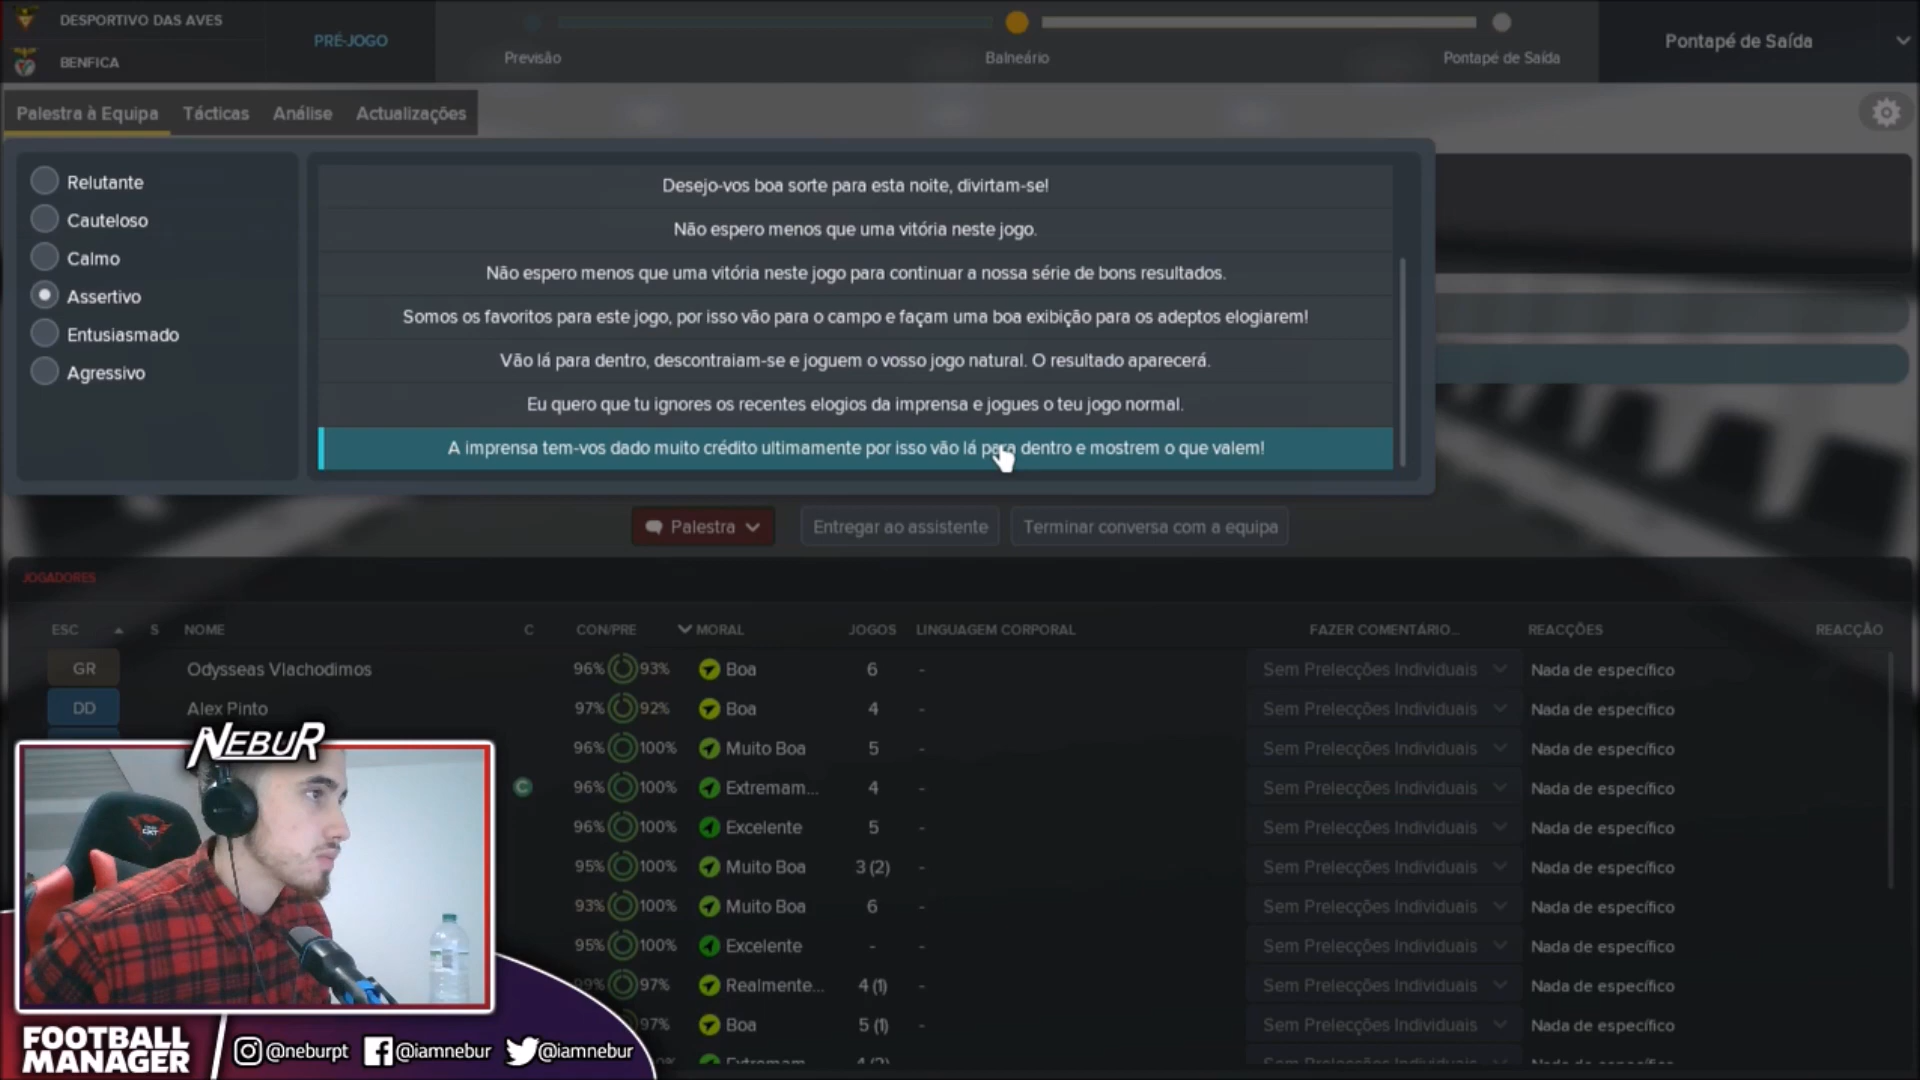 DESPORTIVO DAS AVES
BENFICA
PRÉ-JOGO
Previsão
Balneário
Pontapé de Saída
Pontapé de Saída
Palestra à Equipa Tácticas Análise Actualizações
Relutante
Cauteloso
Calmo
Assertivo
Entusiasmado
Agressivo
Desejo-vos boa sorte para esta noite, divirtam-se!
Não espero menos que uma vitória neste jogo.
Não espero menos que uma vitória neste jogo para continuar a nossa série de bons resultados.
Somos os favoritos para este jogo, por isso vão para o campo e façam uma boa exibição para os adeptos elogiarem!
Vão lá para dentro, descontraiam-se e joguem o vosso jogo natural. O resultado aparecerá.
Eu quero que tu ignores os recentes elogios da imprensa e jogues o teu jogo normal.
A imprensa tem-vos dado muito crédito ultimamente por isso vão lá para dentro e mostrem o que valem!
Palestra Entregar ao assistente Terminar conversa com a equipa
JOGADORES
ESC S NOME C CON/PRE MORAL JOGOS LINGUAGEM CORPORAL FAZER COMENTÁRIO... REACÇÕES REACÇÃO
GR Odysseas Vlachodimos 96% 93% Boa 6 - Sem Prelecções Individuais Nada de específico
DD Alex Pinto 97% 92% Boa 4 - Sem Prelecções Individuais Nada de específico
96% 100% Muito Boa 5 - Sem Prelecções Individuais Nada de específico
C 96% 100% Extremam... 4 - Sem Prelecções Individuais Nada de específico
96% 100% Excelente 5 - Sem Prelecções Individuais Nada de específico
95% 100% Muito Boa 3 (2) - Sem Prelecções Individuais Nada de específico
93% 100% Muito Boa 6 - Sem Prelecções Individuais Nada de específico
95% 100% Excelente - - Sem Prelecções Individuais Nada de específico
99% 97% Realmente... 4 (1) - Sem Prelecções Individuais Nada de específico
97% Boa 5 (1) - Sem Prelecções Individuais Nada de específico
NEBUR
FOOTBALL
MANAGER
@neburpt @iamnebur @iamnebur